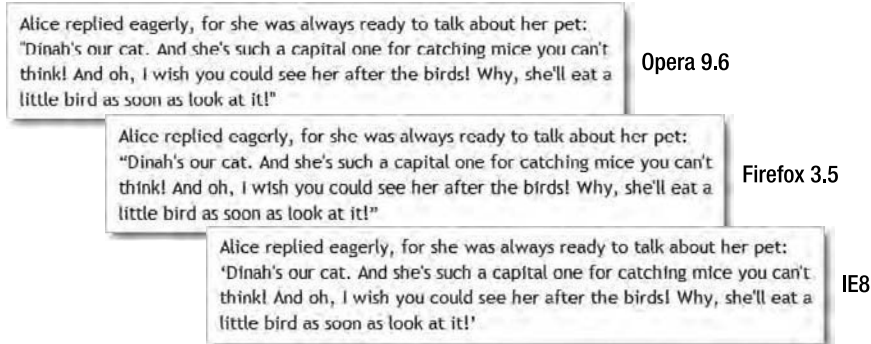 Alice replied eagerly, for she was always ready to talk about her pet:
"Dinah's our cat. And she's such a capital one for catching mice you can't
think! And oh, I wish you could see her after the birds! Why, she'll eat a
little bird as soon as look at it!"
Opera 9.6
Alice replied eagerly, for she was always ready to talk about her pet:
“Dinah's our cat. And she's such a capital one for catching mice you can't
think! And oh, I wish you could see her after the birds! Why, she'll eat a
little bird as soon as look at it!”
Firefox 3.5
Alice replied eagerly, for she was always ready to talk about her pet:
‘Dinah's our cat. And she's such a capital one for catching mice you can't
think! And oh, I wish you could see her after the birds! Why, she'll eat a
little bird as soon as look at it!’
IE8